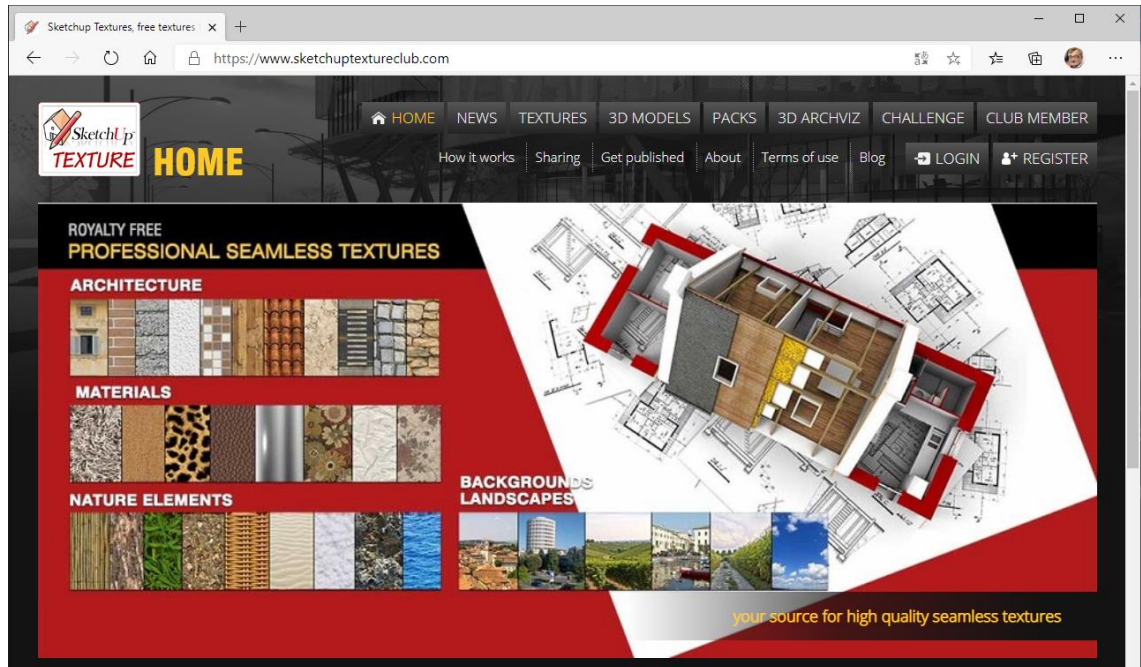 Sketchup Textures, free textures
https://www.sketchuptextureclub.com
SketchUp
TEXTURE
HOME
HOME NEWS TEXTURES 3D MODELS PACKS 3D ARCHVIZ CHALLENGE CLUB MEMBER
How it works Sharing Get published About Terms of use Blog LOGIN REGISTER
ROYALTY FREE
PROFESSIONAL SEAMLESS TEXTURES
ARCHITECTURE
MATERIALS
NATURE ELEMENTS
BACKGROUNDS
LANDSCAPES
your source for high quality seamless textures